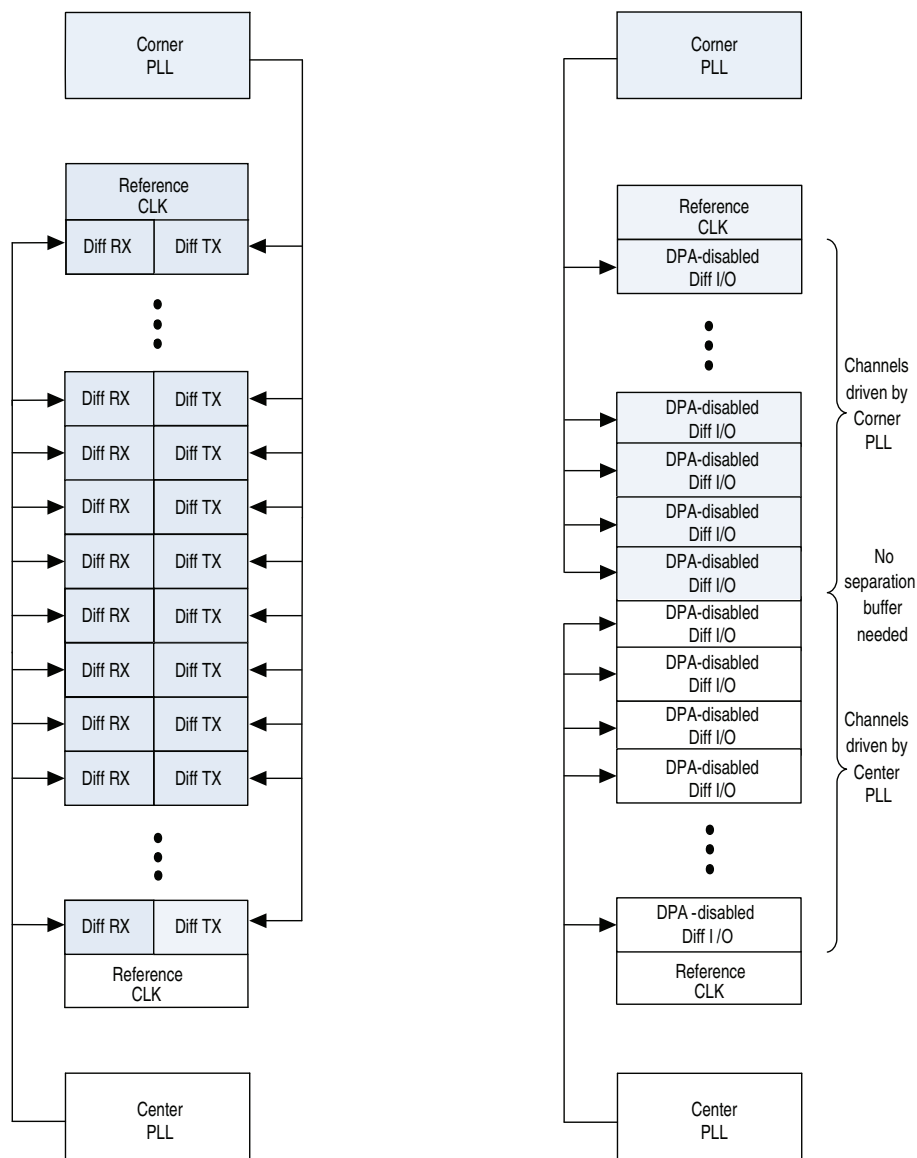 Corner
PLL
Reference
CLK
Diff RX Diff TX
Diff RX Diff TX
Diff RX Diff TX
Diff RX Diff TX
Diff RX Diff TX
Diff RX Diff TX
Diff RX Diff TX
Diff RX Diff TX
Diff RX Diff TX
Diff RX Diff TX
Reference
CLK
Center
PLL
Corner
PLL
Reference
CLK
DPA-disabled
Diff I/O
DPA-disabled
Diff I/O
DPA-disabled
Diff I/O
DPA-disabled
Diff I/O
DPA-disabled
Diff I/O
DPA-disabled
Diff I/O
DPA-disabled
Diff I/O
DPA-disabled
Diff I/O
DPA-disabled
Diff I/O
DPA -disabled
Diff I /O
Reference
CLK
Center
PLL
Channels
driven by
Corner
PLL
No
separation
buffer
needed
Channels
driven by
Center
PLL